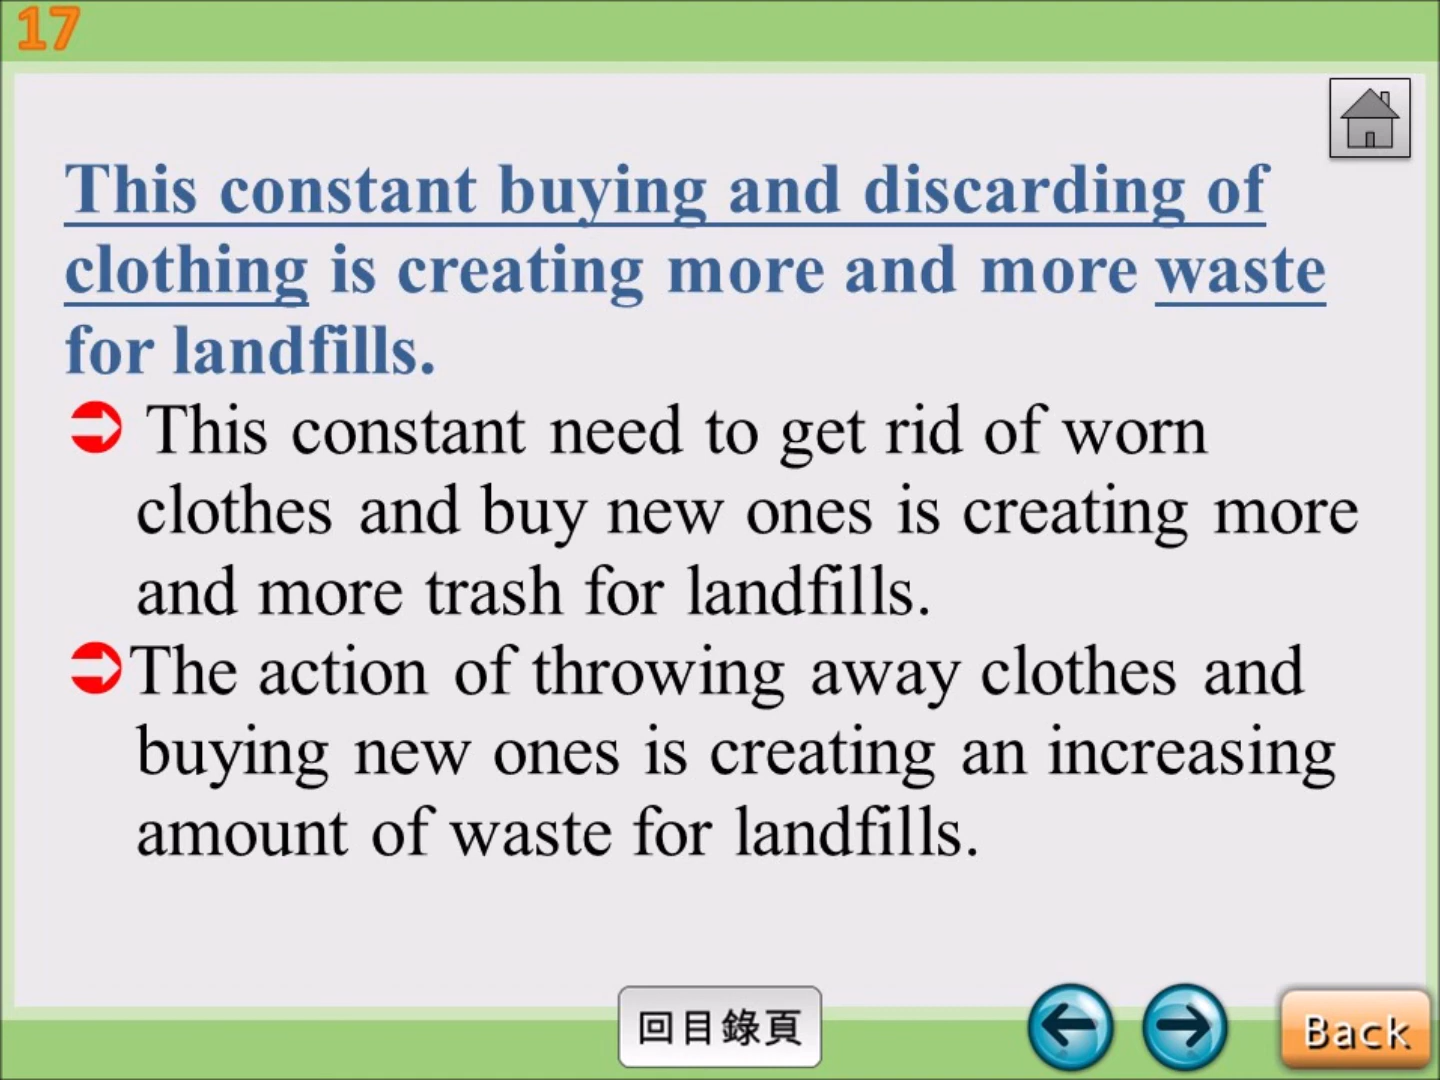 17
This constant buying and discarding of
clothing is creating more and more waste
for landfills.
This constant need to get rid of worn
clothes and buy new ones is creating more
and more trash for landfills.
The action of throwing away clothes and
buying new ones is creating an increasing
amount of waste for landfills.
回目錄頁
Back